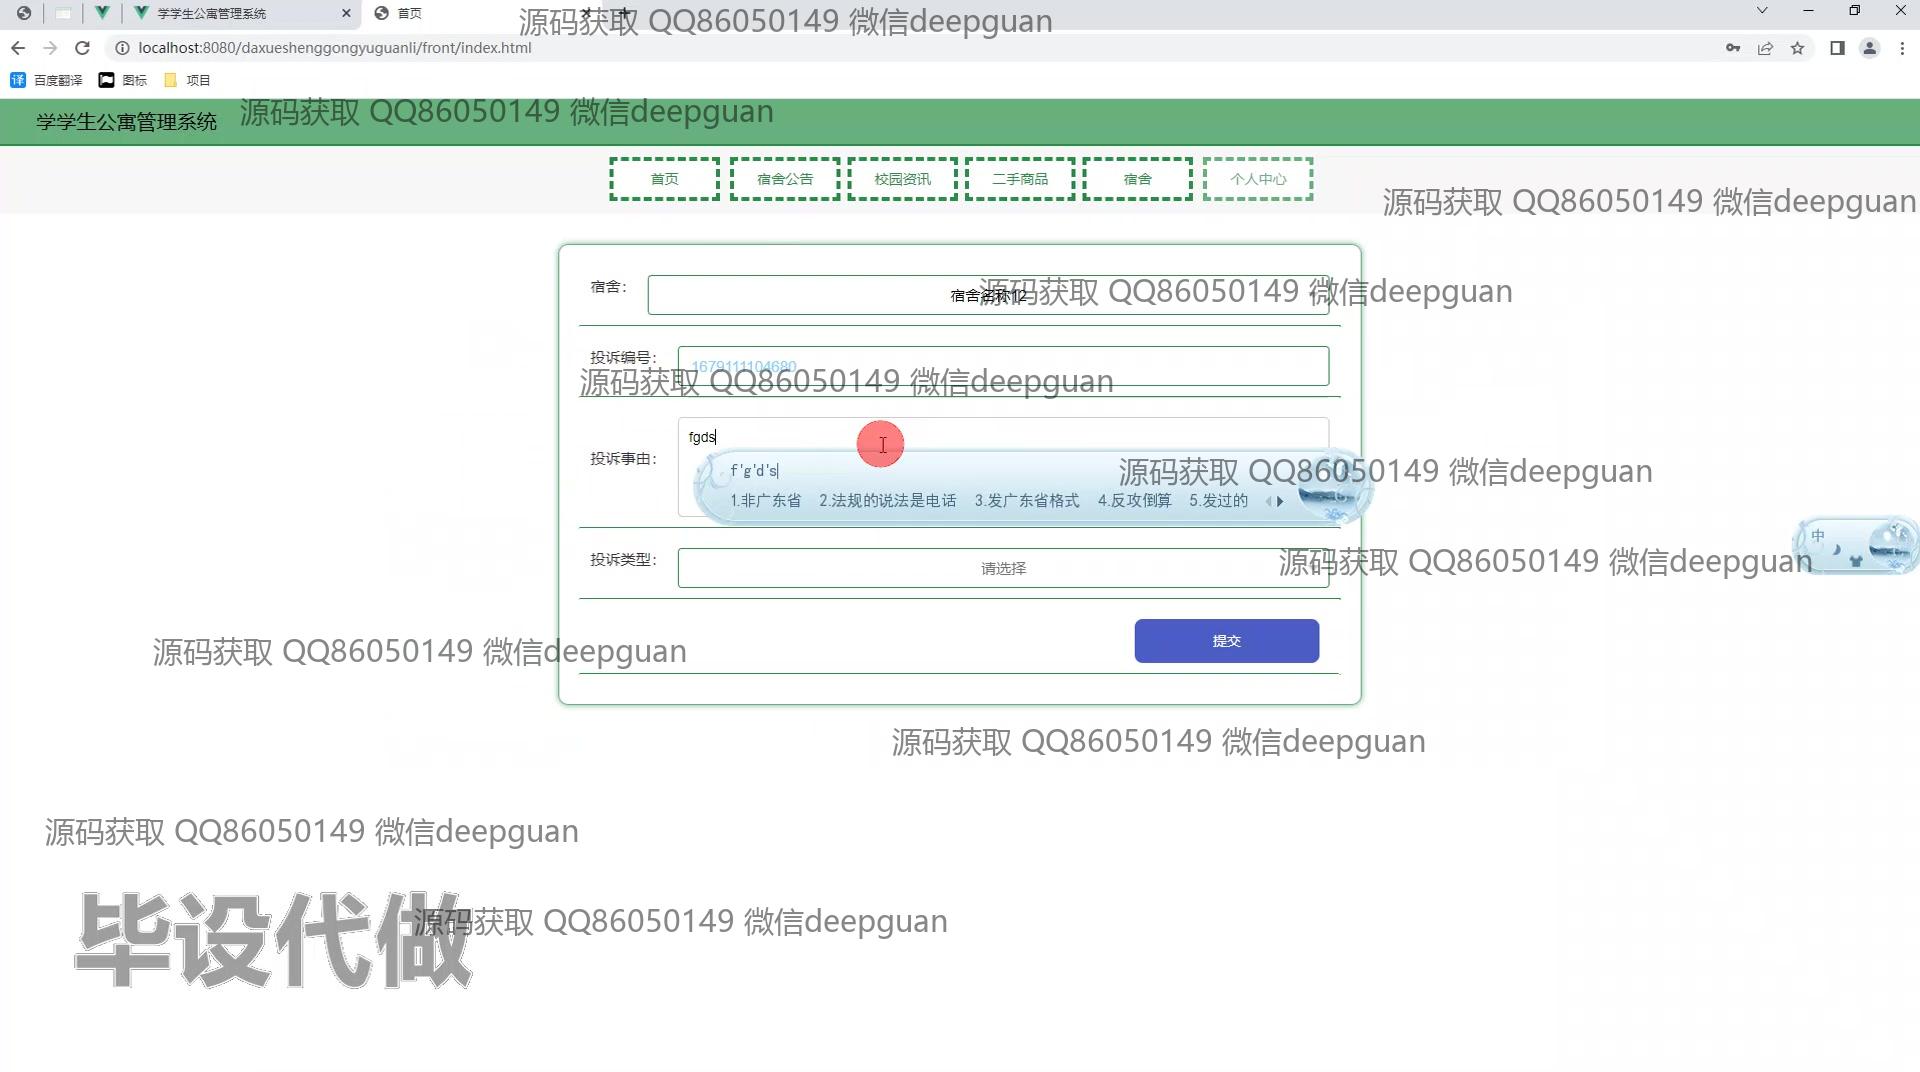 学学生公寓管理系统
首页
源码获取 QQ86050149 微信deepguan
localhost:8080/daxueshenggongyuguanli/front/index.html
百度翻译
图标
项目
学学生公寓管理系统
源码获取 QQ86050149 微信deepguan
首页
宿舍公告
校园资讯
二手商品
宿舍
个人中心
源码获取 QQ86050149 微信deepguan
宿舍：
宿舍名称12
源码获取 QQ86050149 微信deepguan
投诉编号：
1679111104680
源码获取 QQ86050149 微信deepguan
投诉事由：
fgds
f'g'd's
1.非广东省 2.法规的说法是电话 3.发广东省格式 4.反攻倒算 5.发过的
源码获取 QQ86050149 微信deepguan
中
投诉类型：
请选择
源码获取 QQ86050149 微信deepguan
提交
源码获取 QQ86050149 微信deepguan
源码获取 QQ86050149 微信deepguan
源码获取 QQ86050149 微信deepguan
毕设代做
源码获取 QQ86050149 微信deepguan